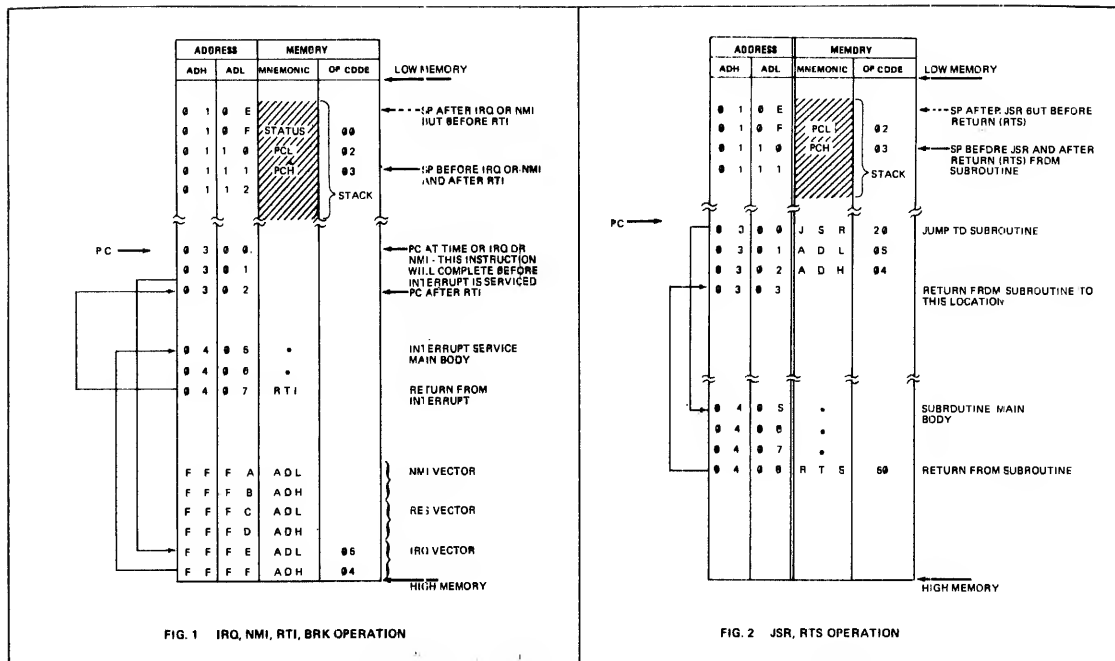 ADDRESS MEMORY
ADH ADL MNEMONIC OP CODE
LOW MEMORY
0 1 0 E
SP AFTER IRQ OR NMI
BUT BEFORE RTI
0 1 0 F STATUS 00
0 1 1 0 PCL 02
0 1 1 1 PCH 03
SP BEFORE IRQ OR NMI
AND AFTER RTI
0 1 1 2
STACK
PC
0 3 0 0.
PC AT TIME OR IRQ OR
NMI - THIS INSTRUCTION
WILL COMPLETE BEFORE
INTERRUPT IS SERVICED
0 3 0 1
0 3 0 2
PC AFTER RTI
0 4 0 5 •
INTERRUPT SERVICE
MAIN BODY
0 4 0 6 •
0 4 0 7 RTI
RETURN FROM
INTERRUPT
F F F A ADL
NMI VECTOR
F F F B ADH
F F F C ADL
RES VECTOR
F F F D ADH
F F F E ADL 05
IRQ VECTOR
F F F F ADH 04
HIGH MEMORY
FIG. 1 IRQ, NMI, RTI, BRK OPERATION
ADDRESS MEMORY
ADH ADL MNEMONIC OP CODE
LOW MEMORY
0 1 0 E
SP AFTER JSR BUT BEFORE
RETURN (RTS)
0 1 0 F PCL 02
0 1 1 0 PCH 03
SP BEFORE JSR AND AFTER
RETURN (RTS) FROM
SUBROUTINE
0 1 1 1
STACK
PC
0 3 0 0 JSR 20
JUMP TO SUBROUTINE
0 3 0 1 ADL 05
0 3 0 2 ADH 04
0 3 0 3
RETURN FROM SUBROUTINE TO
THIS LOCATION
0 4 0 5 •
SUBROUTINE MAIN
BODY
0 4 0 6 •
0 4 0 7 •
0 4 0 8 RTS 60
RETURN FROM SUBROUTINE
HIGH MEMORY
FIG. 2 JSR, RTS OPERATION